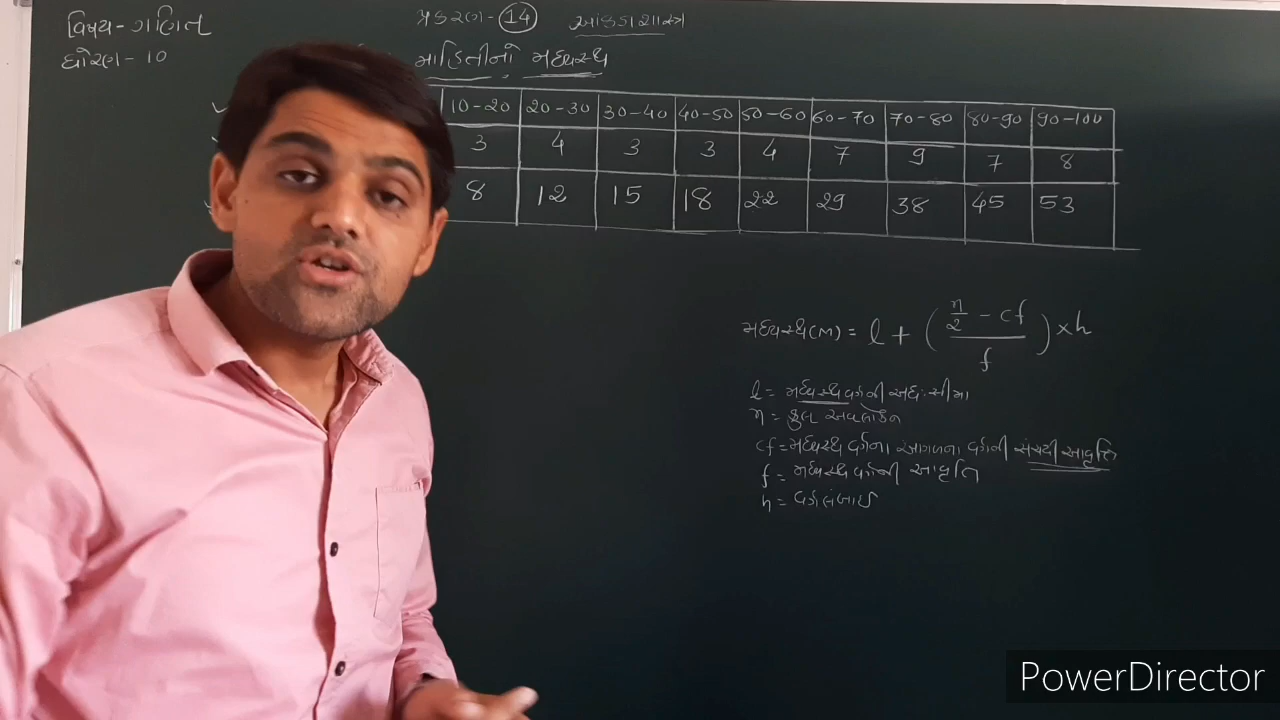 વિષય - ગણિત
ધોરણ - 10
પ્રકરણ - 14 આંકડાશાસ્ત્ર
માહિતીનો મધ્યસ્થ
10-20 20-30 30-40 40-50 50-60 60-70 70-80 80-90 90-100
3 4 3 3 4 7 9 7 8
8 12 15 18 22 29 38 45 53
મધ્યસ્થ(M) = l + ( (n/2 - cf) / f ) × h
l = મધ્યસ્થ વર્ગની અધઃસીમા
n = કુલ અવલોકન
cf = મધ્યસ્થ વર્ગના આગળના વર્ગની સંચયી આવૃત્તિ
f = મધ્યસ્થ વર્ગની આવૃત્તિ
h = વર્ગલંબાઈ
PowerDirector